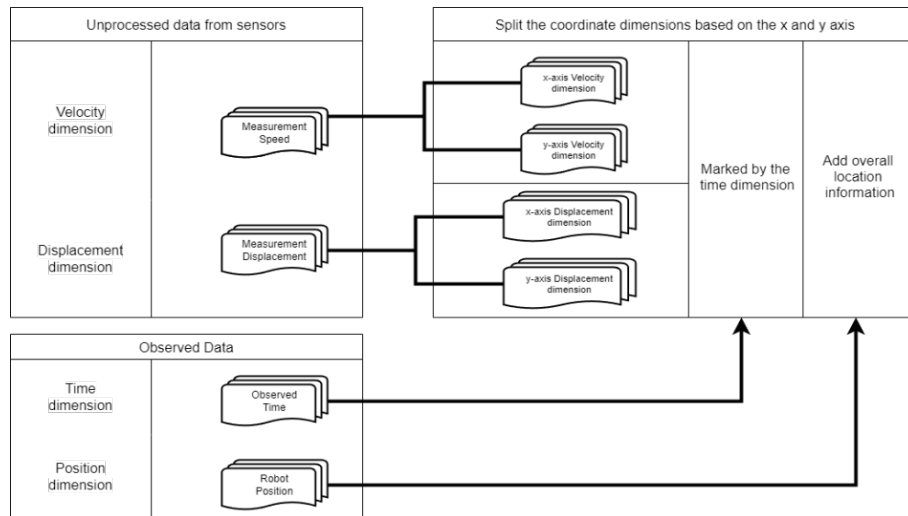 Unprocessed data from sensors
Velocity
dimension
Measurement
Speed
Displacement
dimension
Measurement
Displacement
Split the coordinate dimensions based on the x and y axis
x-axis Velocity
dimension
y-axis Velocity
dimension
x-axis Displacement
dimension
y-axis Displacement
dimension
Marked by the
time dimension
Add overall
location
information
Observed Data
Time
dimension
Observed
Time
Position
dimension
Robot
Position